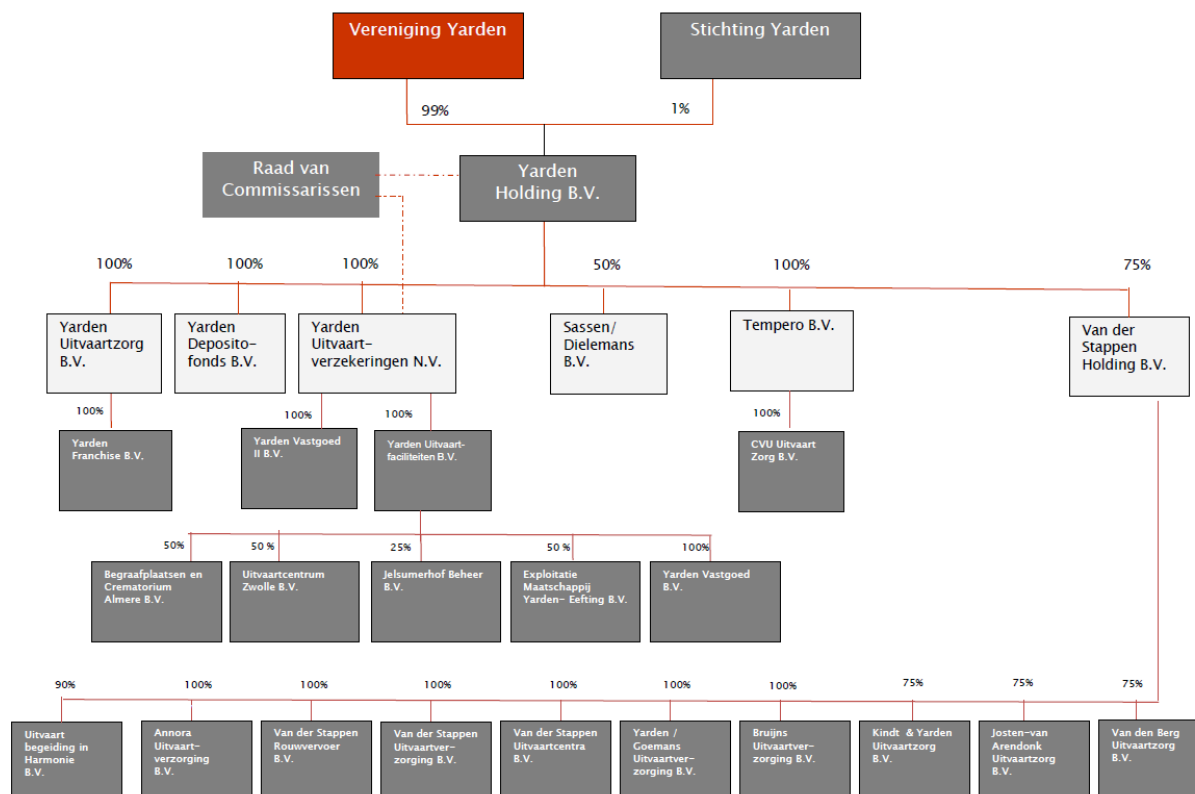 Vereniging Yarden
Stichting Yarden
99%
1%
Raad van
Commissarissen
Yarden
Holding B.V.
100%
100%
100%
50%
100%
75%
Yarden
Uitvaartzorg
B.V.
Yarden
Deposito-
fonds B.V.
Yarden
Uitvaart-
verzekeringen N.V.
Sassen/
Dielemans
B.V.
Tempero B.V.
Van der
Stappen
Holding B.V.
100%
100%
100%
100%
Yarden
Franchise B.V.
Yarden Vastgoed
II B.V.
Yarden Uitvaart-
faciliteiten B.V.
CVU Uitvaart
Zorg B.V.
50%
50 %
25%
50 %
100%
Begraafplaatsen en
Crematorium
Almere B.V.
Uitvaartcentrum
Zwolle B.V.
Jelsumerhof Beheer
B.V.
Exploitatie
Maatschappij
Yarden- Eefting B.V.
Yarden Vastgoed
B.V.
90%
100%
100%
100%
100%
100%
100%
75%
75%
75%
Uitvaart
begeiding in
Harmonie
B.V.
Annora
Uitvaart-
verzorging
B.V.
Van der Stappen
Rouwvervoer
B.V.
Van der Stappen
Uitvaartver-
zorging B.V.
Van der Stappen
Uitvaartcentra
B.V.
Yarden /
Goemans
Uitvaartver-
zorging B.V.
Bruijns
Uitvaartver-
zorging B.V.
Kindt & Yarden
Uitvaartzorg
B.V.
Josten-van
Arendonk
Uitvaartzorg
B.V.
Van den Berg
Uitvaartzorg
B.V.